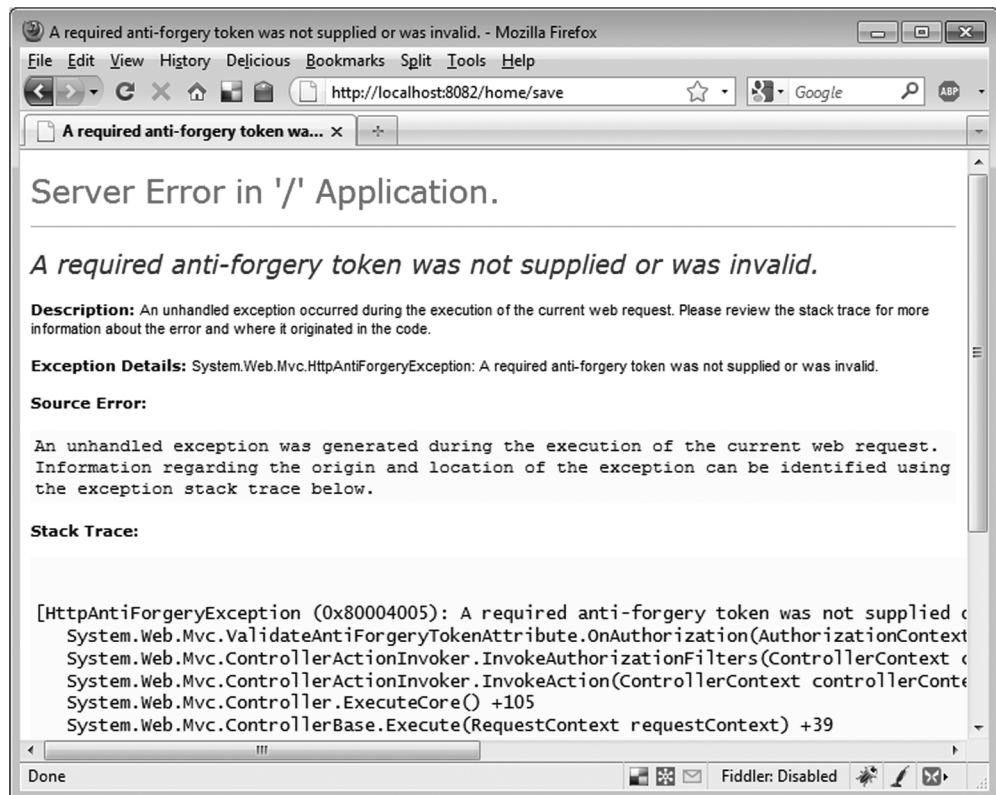 A required anti-forgery token was not supplied or was invalid. - Mozilla Firefox
File Edit View History Delicious Bookmarks Split Tools Help
http://localhost:8082/home/save
Google
ABP
A required anti-forgery token wa...
Server Error in '/' Application.
A required anti-forgery token was not supplied or was invalid.
Description: An unhandled exception occurred during the execution of the current web request. Please review the stack trace for more
information about the error and where it originated in the code.
Exception Details: System.Web.Mvc.HttpAntiForgeryException: A required anti-forgery token was not supplied or was invalid.
Source Error:
An unhandled exception was generated during the execution of the current web request.
Information regarding the origin and location of the exception can be identified using
the exception stack trace below.
Stack Trace:
[HttpAntiForgeryException (0x80004005): A required anti-forgery token was not supplied
System.Web.Mvc.ValidateAntiForgeryTokenAttribute.OnAuthorization(AuthorizationContext
System.Web.Mvc.ControllerActionInvoker.InvokeAuthorizationFilters(ControllerContext
System.Web.Mvc.ControllerActionInvoker.InvokeAction(ControllerContext controllerConte
System.Web.Mvc.Controller.ExecuteCore() +105
System.Web.Mvc.ControllerBase.Execute(RequestContext requestContext) +39
Done
Fiddler: Disabled